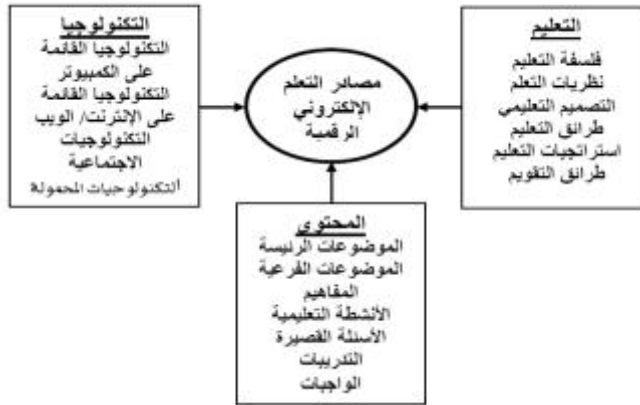 التعليم
فلسفة التعليم
نظريات التعلم
التصميم التعليمي
طرائق التعليم
استراتجيات التعليم
طرائق التقويم
مصادر التعلم
الإلكتروني
الرقمية
التكنولوجيا
التكنولوجيا القائمة
على الكمبيوتر
التكنولوجيا القائمة
على الإنترنت/ الويب
التكنولوجيات
الاجتماعية
ألتكنولوجيات المحمولة
المحتوى
الموضوعات الرئيسة
الموضوعات الفرعية
المفاهيم
الأنشطة التعليمية
الأسئلة القصيرة
التدريبات
الواجبات